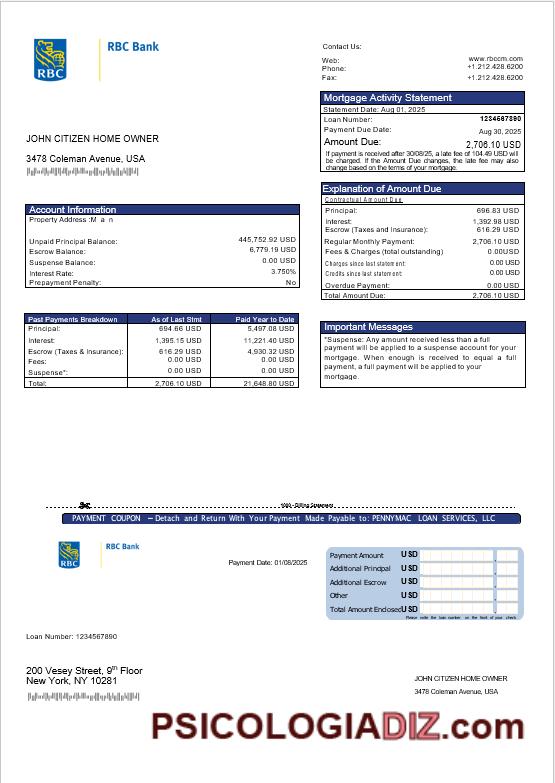 RBC
RBC Bank
Contact Us:
Web: www.rbccm.com
Phone: +1.212.428.6200
Fax: +1.212.428.6200
Mortgage Activity Statement
Statement Date: Aug 01, 2025
Loan Number: 1234567890
Payment Due Date: Aug 30, 2025
Amount Due: 2,706.10 USD
If payment is received after 30/08/25, a late fee of 104.49 USD will
be charged. If the Amount Due changes, the late fee may also
change based on the terms of your mortgage.
JOHN CITIZEN HOME OWNER
3478 Coleman Avenue, USA
Explanation of Amount Due
Contractual Amount Due
Principal: 696.83 USD
Interest: 1,392.98 USD
Escrow (Taxes and Insurance): 616.29 USD
Regular Monthly Payment: 2,706.10 USD
Fees & Charges (total outstanding) 0.00USD
Charges since last statement: 0.00 USD
Credits since last statement: 0.00 USD
Overdue Payment: 0.00 USD
Total Amount Due: 2,706.10 USD
Account Information
Property Address :M a n
Unpaid Principal Balance: 445,752.92 USD
Escrow Balance: 6,779.19 USD
Suspense Balance: 0.00 USD
Interest Rate: 3.750%
Prepayment Penalty: No
Past Payments Breakdown As of Last Stmt Paid Year to Date
Principal: 694.66 USD 5,497.08 USD
Interest: 1,395.15 USD 11,221.40 USD
Escrow (Taxes & Insurance): 616.29 USD 4,930.32 USD
Fees: 0.00 USD 0.00 USD
Suspense*: 0.00 USD 0.00 USD
Total: 2,706.10 USD 21,648.80 USD
Important Messages
*Suspense: Any amount received less than a full
payment will be applied to a suspense account for your
mortgage. When enough is received to equal a full
payment, a full payment will be applied to your
mortgage.
1000 - Billing Statement
PAYMENT COUPON – Detach and Return With Your Payment Made Payable to: PENNYMAC LOAN SERVICES, LLC
RBC
RBC Bank
Payment Date: 01/08/2025
Payment Amount USD
Additional Principal USD
Additional Escrow USD
Other USD
Total Amount Enclosed USD
Please write the loan number on the front of your check
Loan Number: 1234567890
200 Vesey Street, 9th Floor
New York, NY 10281
JOHN CITIZEN HOME OWNER
3478 Coleman Avenue, USA
PSICOLOGIADIZ.com